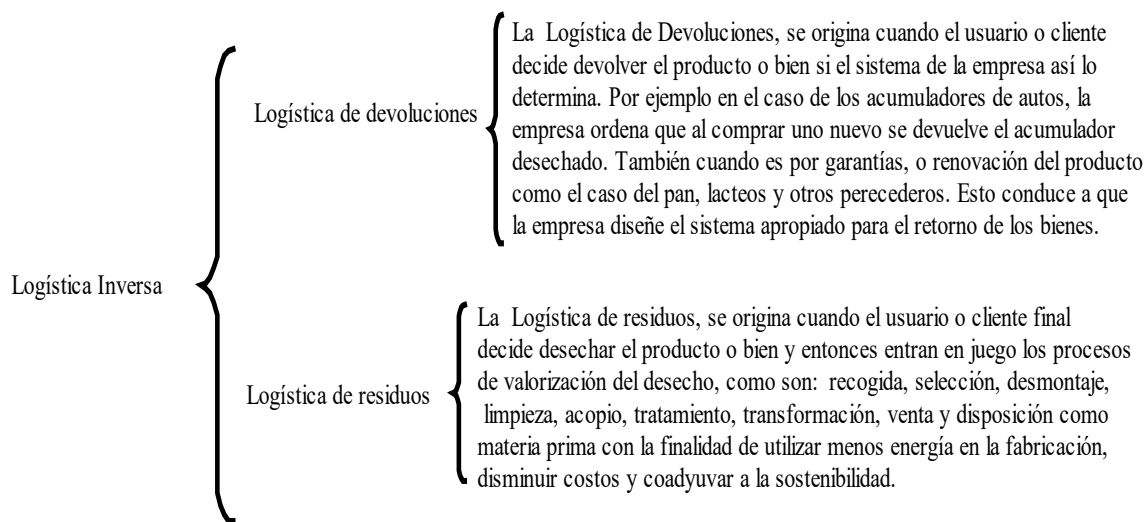 La Logística de Devoluciones, se origina cuando el usuario o cliente
decide devolver el producto o bien si el sistema de la empresa así lo
determina. Por ejemplo en el caso de los acumuladores de autos, la
empresa ordena que al comprar uno nuevo se devuelve el acumulador
desechado. También cuando es por garantías, o renovación del producto
como el caso del pan, lacteos y otros perecederos. Esto conduce a que
la empresa diseñe el sistema apropiado para el retorno de los bienes.
Logística de devoluciones
Logística Inversa
La Logística de residuos, se origina cuando el usuario o cliente final
decide desechar el producto o bien y entonces entran en juego los procesos
de valorización del desecho, como son: recogida, selección, desmontaje,
limpieza, acopio, tratamiento, transformación, venta y disposición como
materia prima con la finalidad de utilizar menos energía en la fabricación,
disminuir costos y coadyuvar a la sostenibilidad.
Logística de residuos